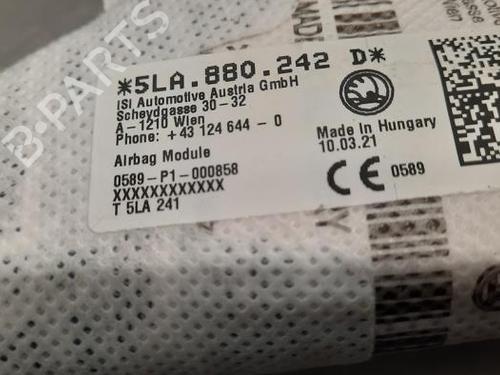 *5LA.880.242 D*
iSi Automotive Austria GmbH
Scheydgasse 30-32
A-1210 Wien
Phone: +43 124 644 - 0
Airbag Module
0589-P1-000858
XXXXXXXXXXXX
T 5LA 241
Made in Hungary
10.03.21
CE 0589
B-PARTS
Wien